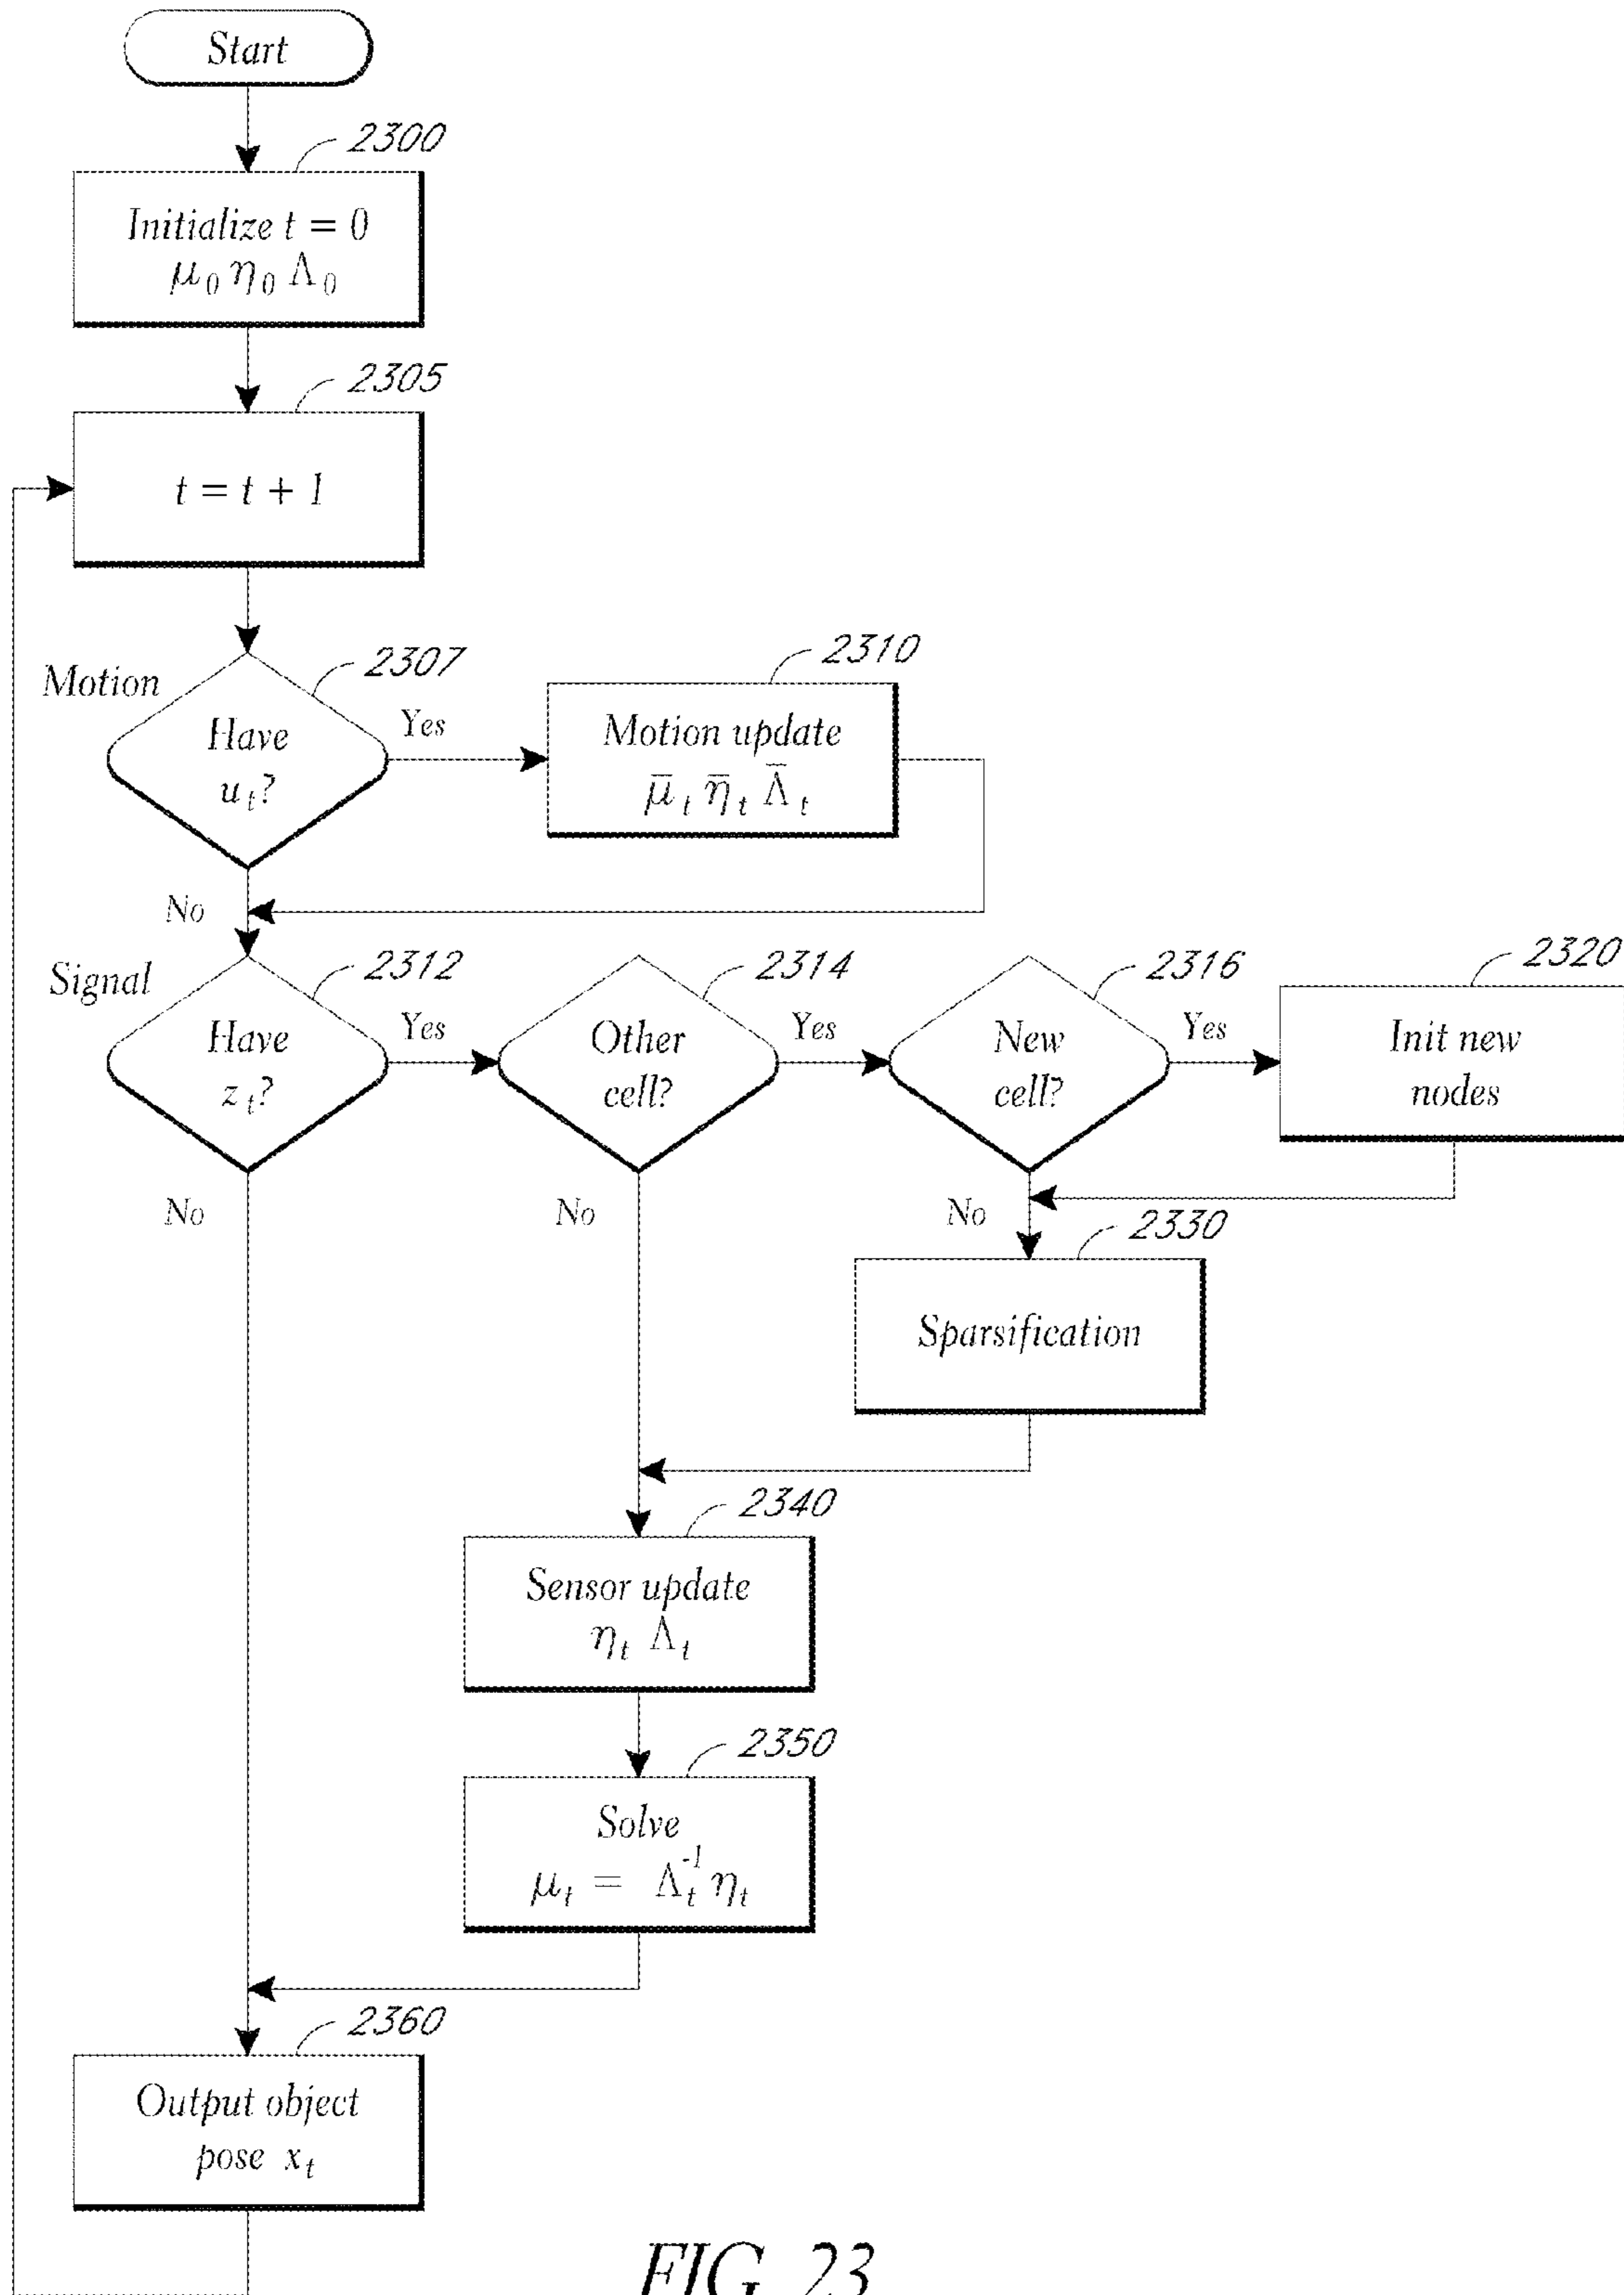 Start
2300
Initialize t = 0
μ₀ η₀ Λ₀
2305
t = t + 1
Motion
2307
Have
uₜ?
Yes
2310
Motion update
μ̅ₜ η̅ₜ Λ̅ₜ
No
Signal
2312
Have
zₜ?
Yes
2314
Other
cell?
Yes
2316
New
cell?
Yes
2320
Init new
nodes
No
No
No
2330
Sparsification
2340
Sensor update
ηₜ Λₜ
2350
Solve
μₜ = Λₜ⁻¹ ηₜ
2360
Output object
pose xₜ
FIG. 23